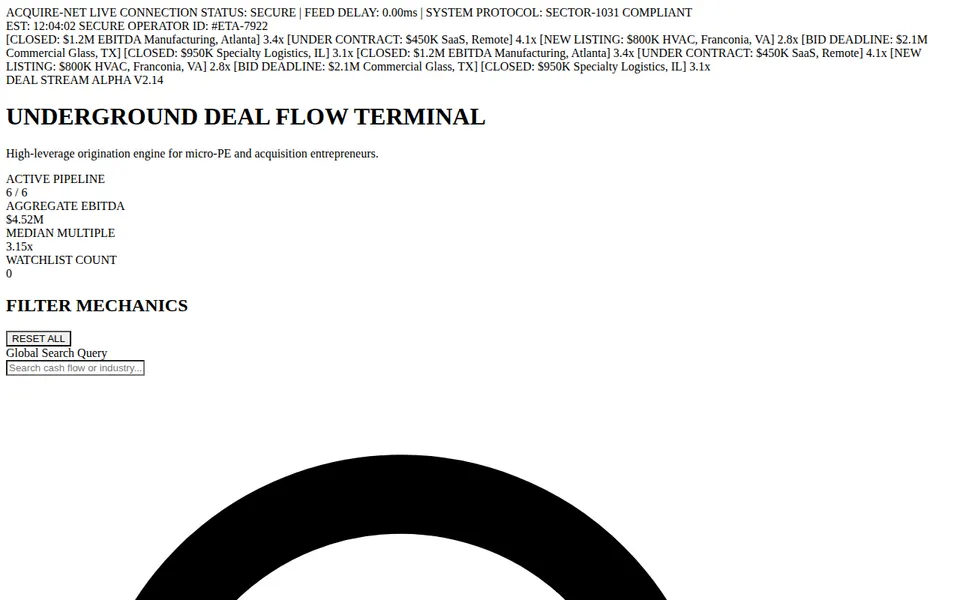 ACQUIRE-NET LIVE CONNECTION STATUS: SECURE | FEED DELAY: 0.00ms | SYSTEM PROTOCOL: SECTOR-1031 COMPLIANT
EST: 12:04:02 SECURE OPERATOR ID: #ETA-7922
[CLOSED: $1.2M EBITDA Manufacturing, Atlanta] 3.4x [UNDER CONTRACT: $450K SaaS, Remote] 4.1x [NEW LISTING: $800K HVAC, Franconia, VA] 2.8x [BID DEADLINE: $2.1M
Commercial Glass, TX] [CLOSED: $950K Specialty Logistics, IL] 3.1x [CLOSED: $1.2M EBITDA Manufacturing, Atlanta] 3.4x [UNDER CONTRACT: $450K SaaS, Remote] 4.1x [NEW
LISTING: $800K HVAC, Franconia, VA] 2.8x [BID DEADLINE: $2.1M Commercial Glass, TX] [CLOSED: $950K Specialty Logistics, IL] 3.1x
DEAL STREAM ALPHA V2.14
UNDERGROUND DEAL FLOW TERMINAL
High-leverage origination engine for micro-PE and acquisition entrepreneurs.
ACTIVE PIPELINE
6 / 6
AGGREGATE EBITDA
$4.52M
MEDIAN MULTIPLE
3.15x
WATCHLIST COUNT
0
FILTER MECHANICS
RESET ALL
Global Search Query
Search cash flow or industry...